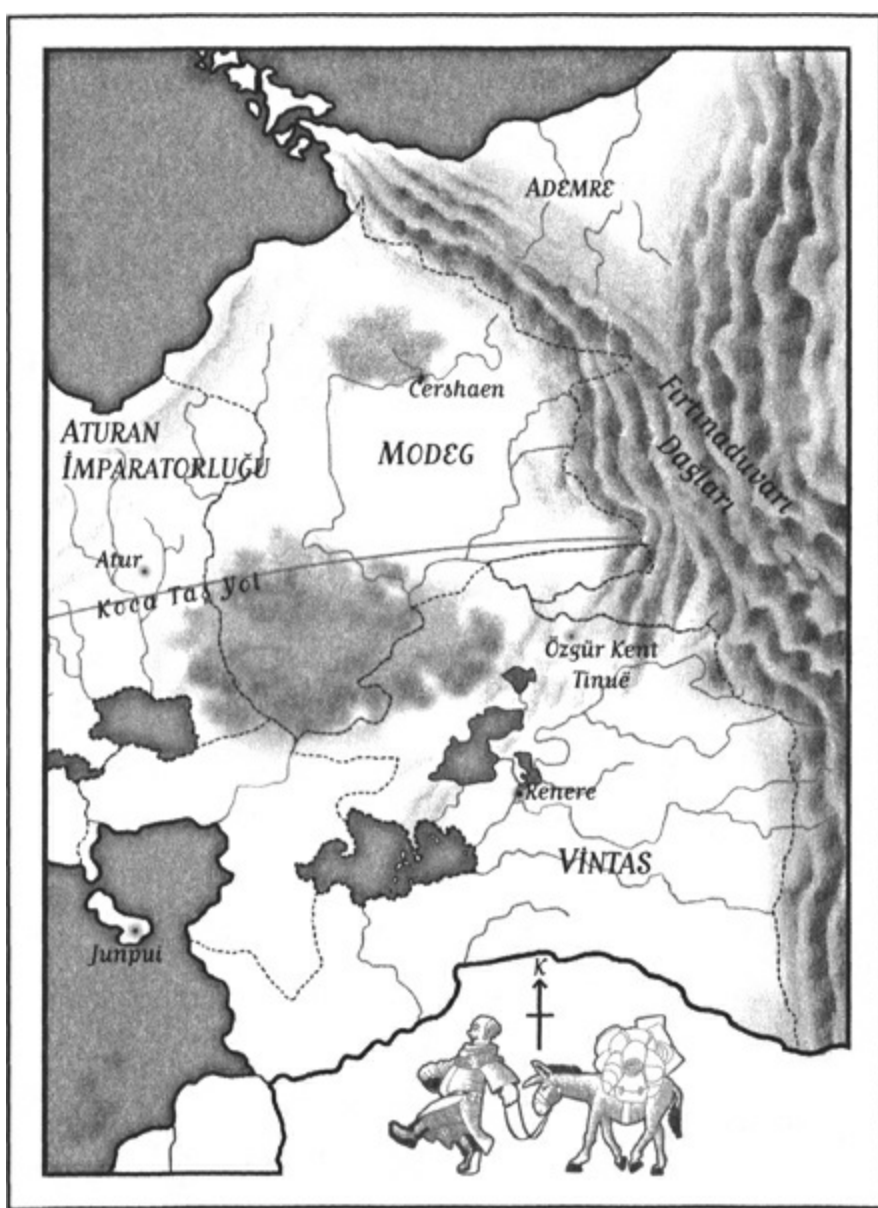 ADEMRE
Cershaen
ATURAN
İMPARATORLUĞU
MODEG
Fırtınaduvarı
Dağları
Atur
Koca Taş Yol
Özgür Kent
Tinuë
Renere
VİNTAS
Junpui
K